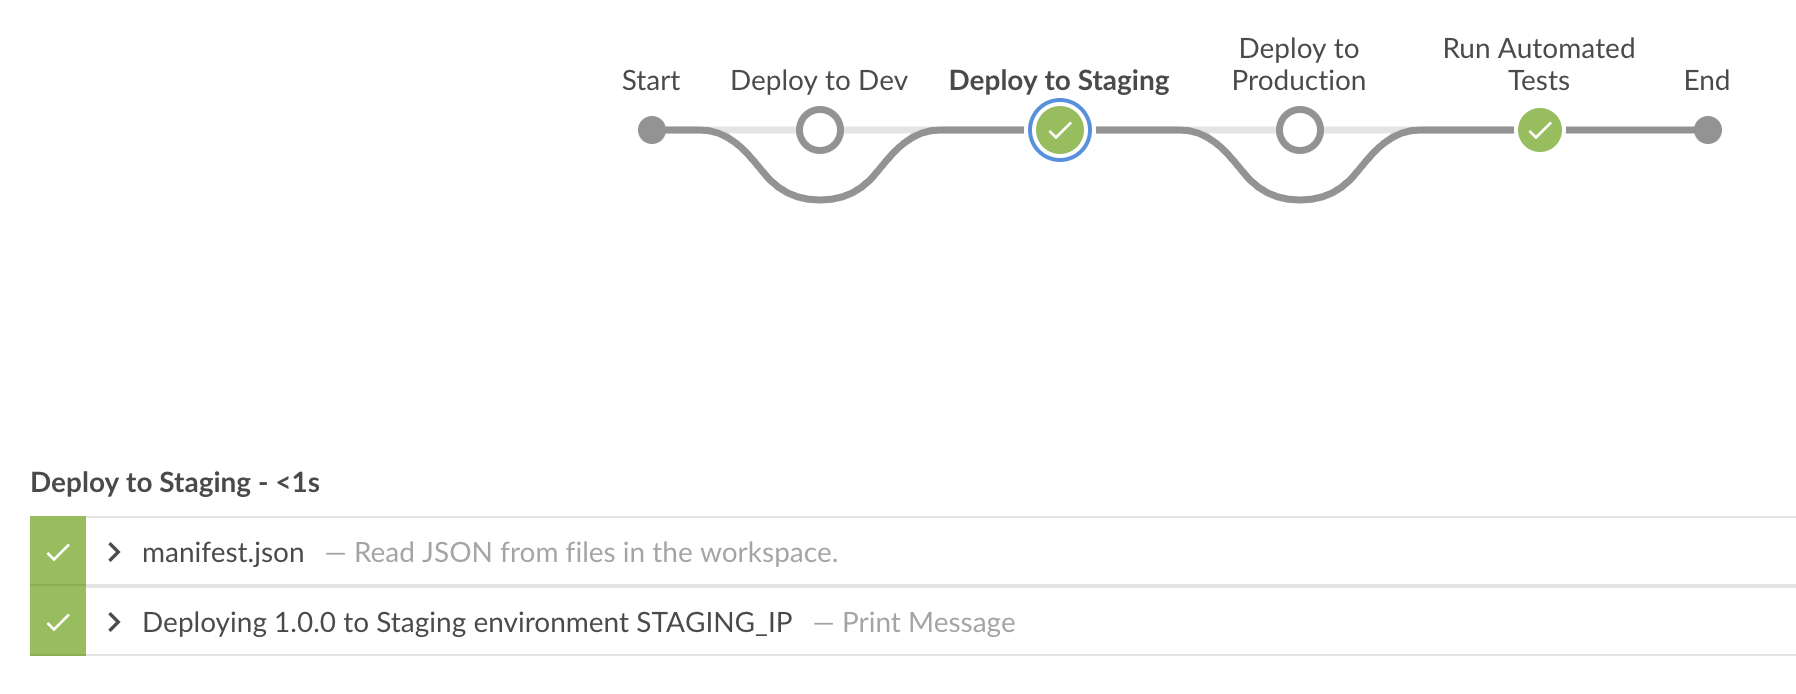 Start
Deploy to Dev
Deploy to Staging
Deploy to
Production
Run Automated
Tests
End
Deploy to Staging - <1s
manifest.json — Read JSON from files in the workspace.
Deploying 1.0.0 to Staging environment STAGING_IP — Print Message